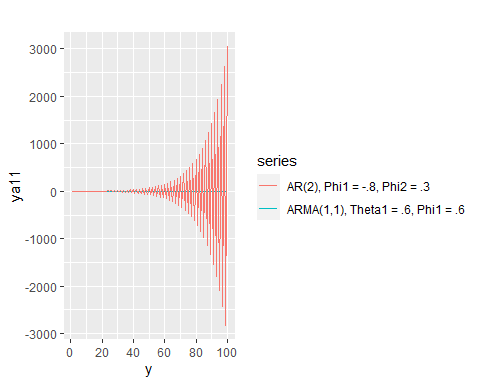 3000
2000
1000
0
-1000
-2000
-3000
ya11
0 20 40 60 80 100
y
series
AR(2), Phi1 = -.8, Phi2 = .3
ARMA(1,1), Theta1 = .6, Phi1 = .6